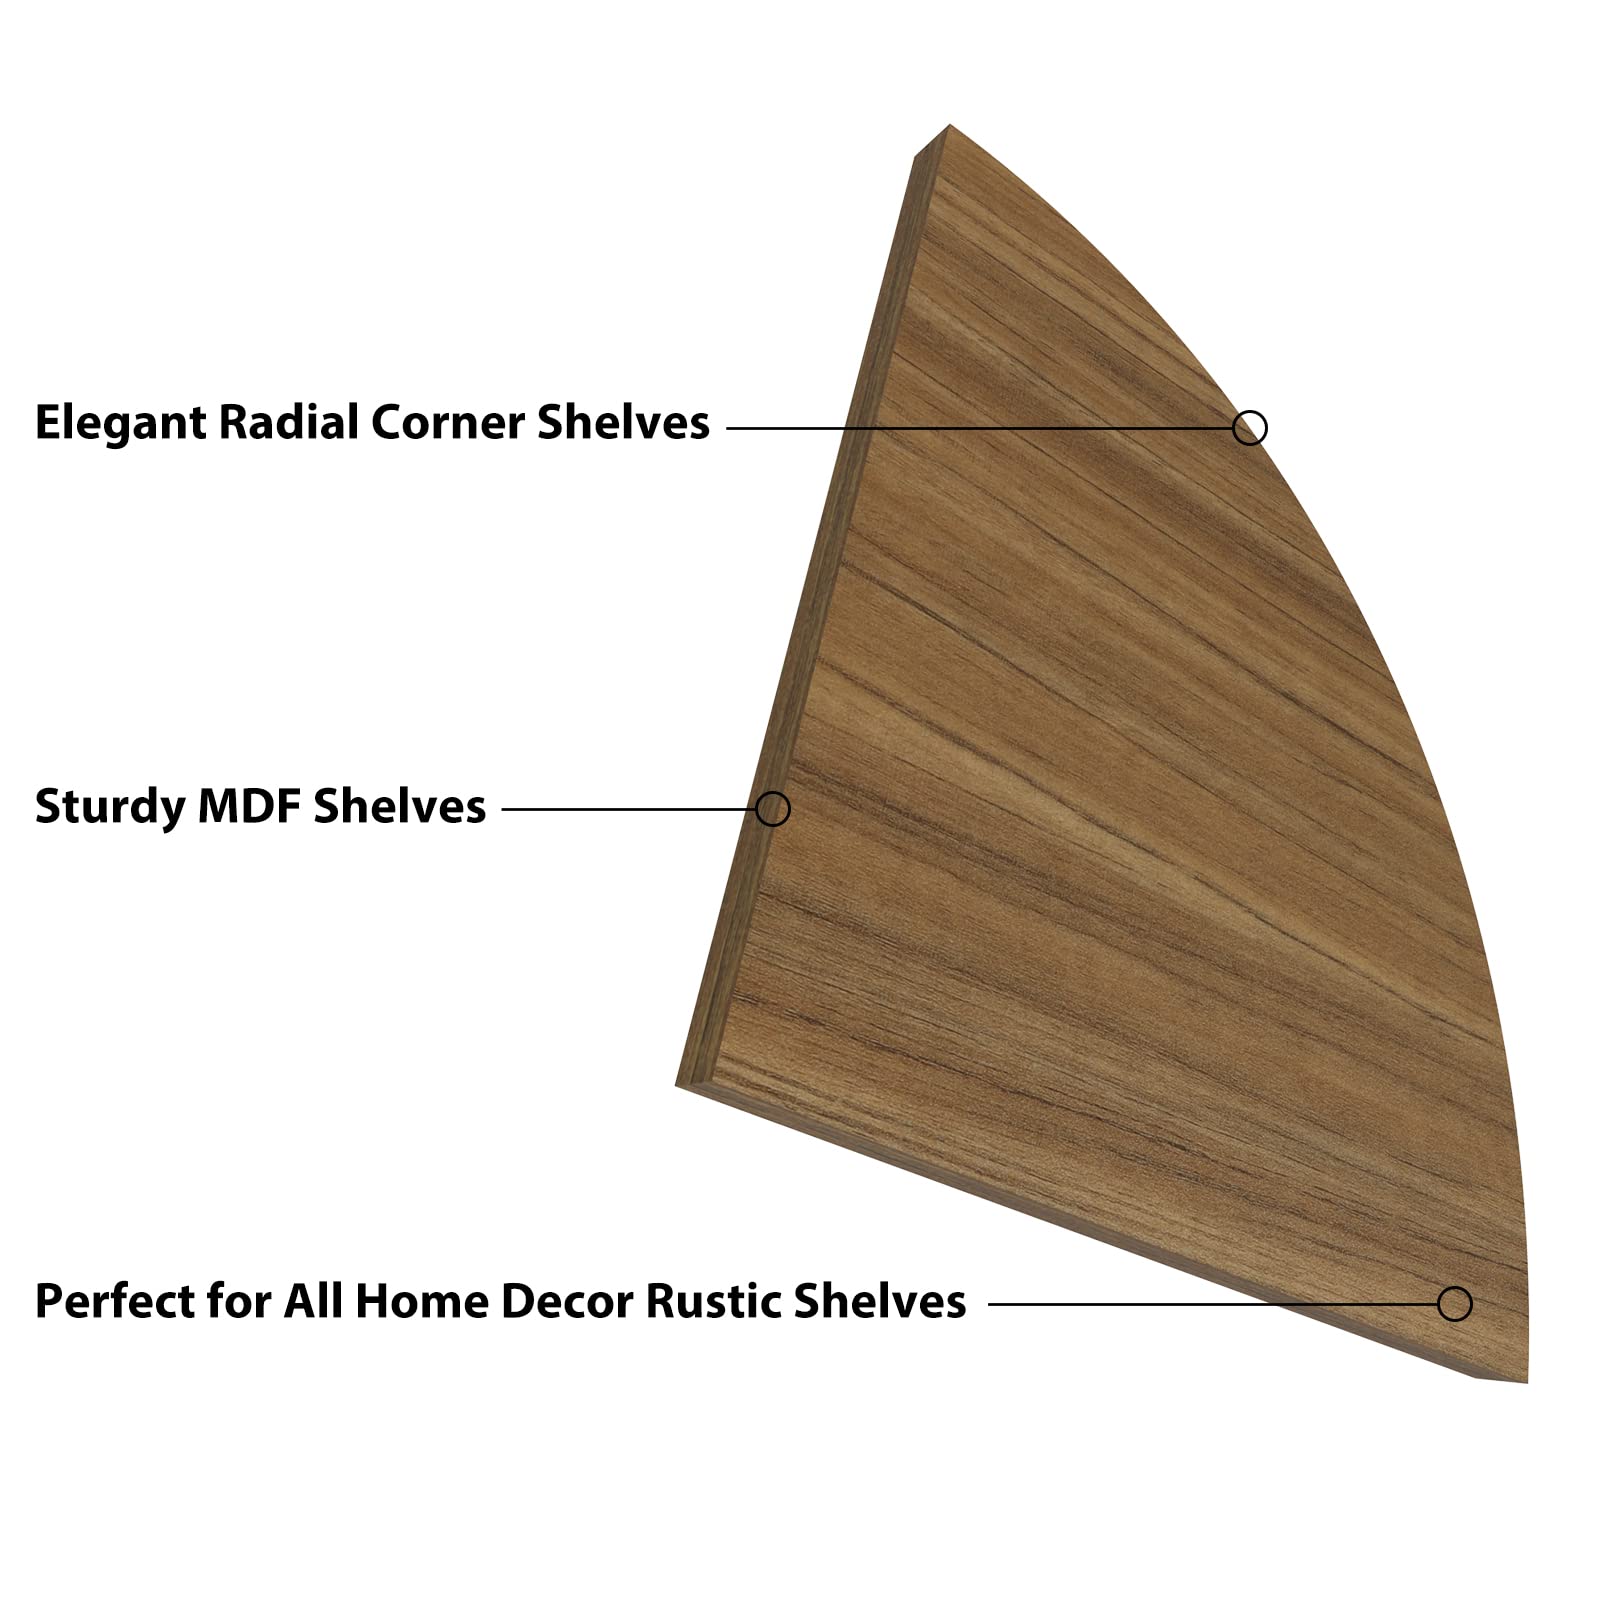 Elegant Radial Corner Shelves
Sturdy MDF Shelves
Perfect for All Home Decor Rustic Shelves